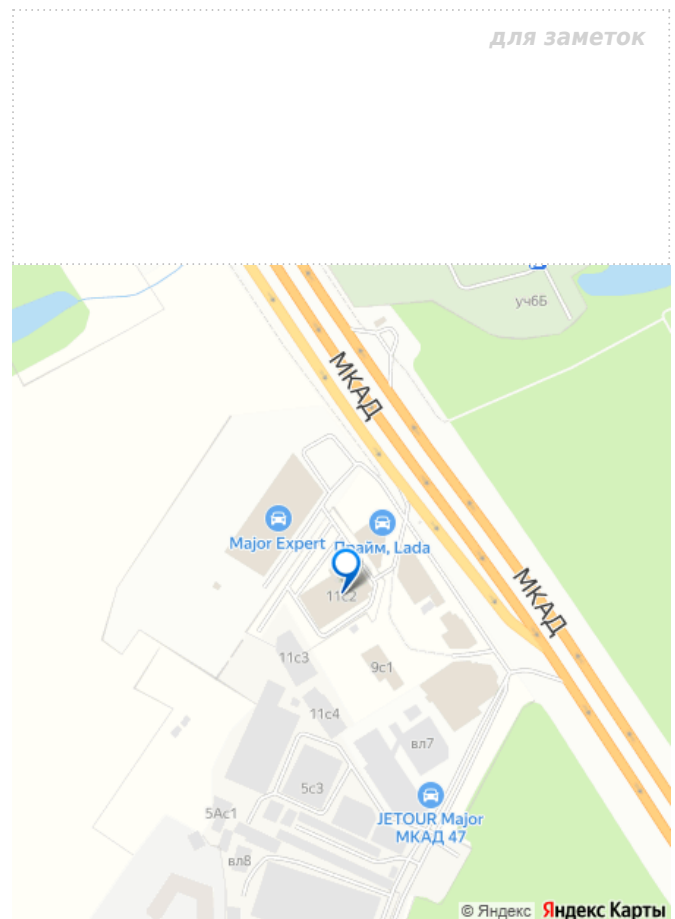 для заметок
уч6Б
МКАД
Major Expert
Прайм, Lada
11с2
МКАД
11с3
9с1
11с4
вл7
5с3
JETOUR Major
МКАД 47
5Ас1
вл8
© Яндекс Яндекс Карты